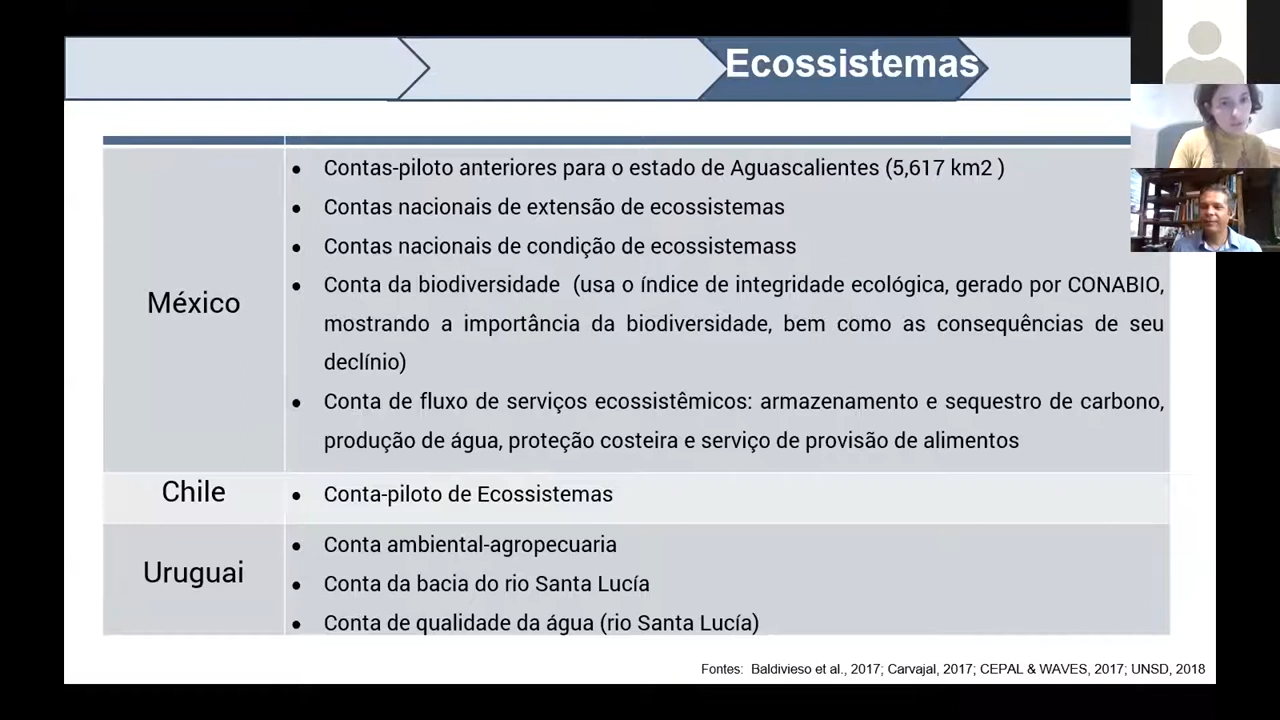 Ecossistemas
México
• Contas-piloto anteriores para o estado de Aguascalientes (5,617 km2 )
• Contas nacionais de extensão de ecossistemas
• Contas nacionais de condição de ecossistemass
• Conta da biodiversidade (usa o índice de integridade ecológica, gerado por CONABIO,
mostrando a importância da biodiversidade, bem como as consequências de seu
declínio)
• Conta de fluxo de serviços ecossistêmicos: armazenamento e sequestro de carbono,
produção de água, proteção costeira e serviço de provisão de alimentos
Chile
• Conta-piloto de Ecossistemas
Uruguai
• Conta ambiental-agropecuaria
• Conta da bacia do rio Santa Lucía
• Conta de qualidade da água (rio Santa Lucía)
Fontes: Baldivieso et al., 2017; Carvajal, 2017; CEPAL & WAVES, 2017; UNSD, 2018